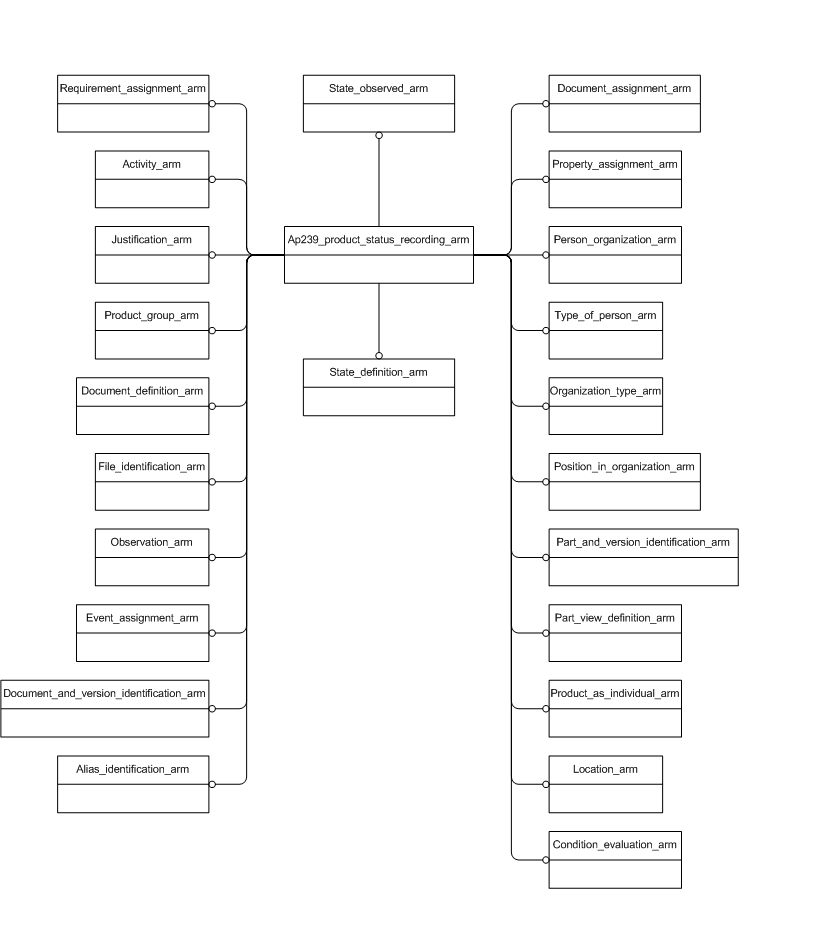 Requirement_assignment_arm
State_observed_arm
Document_assignment_arm
Activity_arm
Property_assignment_arm
Justification_arm
Ap239_product_status_recording_arm
Person_organization_arm
Product_group_arm
Type_of_person_arm
State_definition_arm
Document_definition_arm
Organization_type_arm
File_identification_arm
Position_in_organization_arm
Observation_arm
Part_and_version_identification_arm
Event_assignment_arm
Part_view_definition_arm
Document_and_version_identification_arm
Product_as_individual_arm
Alias_identification_arm
Location_arm
Condition_evaluation_arm